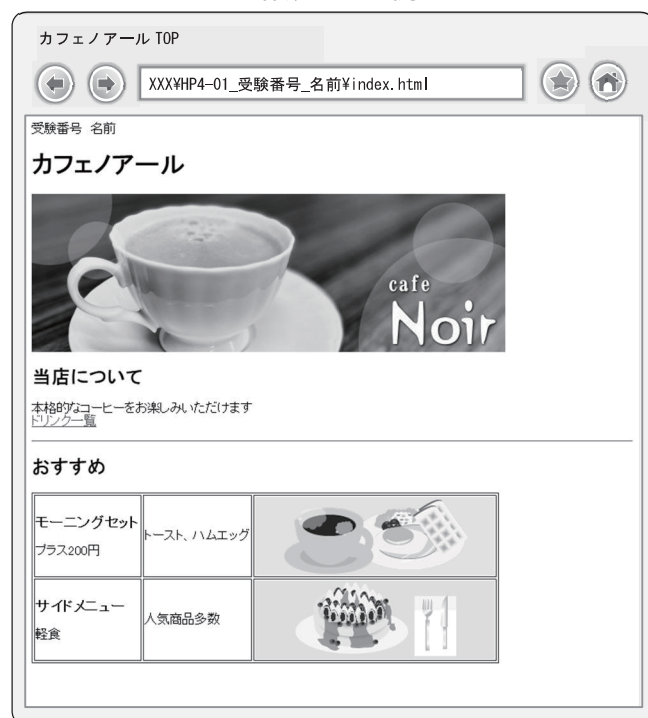 カフェノアール TOP
XXX¥HP4-01_受験番号_名前¥index.html
受験番号 名前
カフェノアール
cafe
Noir
当店について
本格的なコーヒーをお楽しみいただけます
ドリンク一覧
おすすめ
モーニングセット
プラス200円
トースト、ハムエッグ
サイドメニュー
軽食
人気商品多数